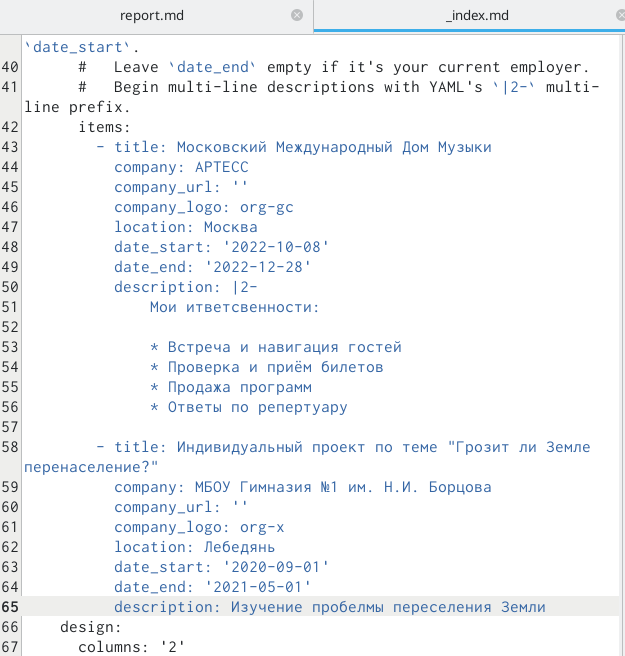 report.md
_index.md
`date_start`.
40 #   Leave `date_end` empty if it's your current employer.
41 #   Begin multi-line descriptions with YAML's `|2-` multi-
line prefix.
42 items:
43 - title: Московский Международный Дом Музыки
44 company: АРТЕСС
45 company_url: ''
46 company_logo: org-gc
47 location: Москва
48 date_start: '2022-10-08'
49 date_end: '2022-12-28'
50 description: |2-
51 Мои итветсвенности:
52
53 * Встреча и навигация гостей
54 * Проверка и приём билетов
55 * Продажа программ
56 * Ответы по репертуару
57
58 - title: Индивидуальный проект по теме "Грозит ли Земле
перенаселение?"
59 company: МБОУ Гимназия №1 им. Н.И. Борцова
60 company_url: ''
61 company_logo: org-x
62 location: Лебедянь
63 date_start: '2020-09-01'
64 date_end: '2021-05-01'
65 description: Изучение пробелмы переселения Земли
66 design:
67 columns: '2'